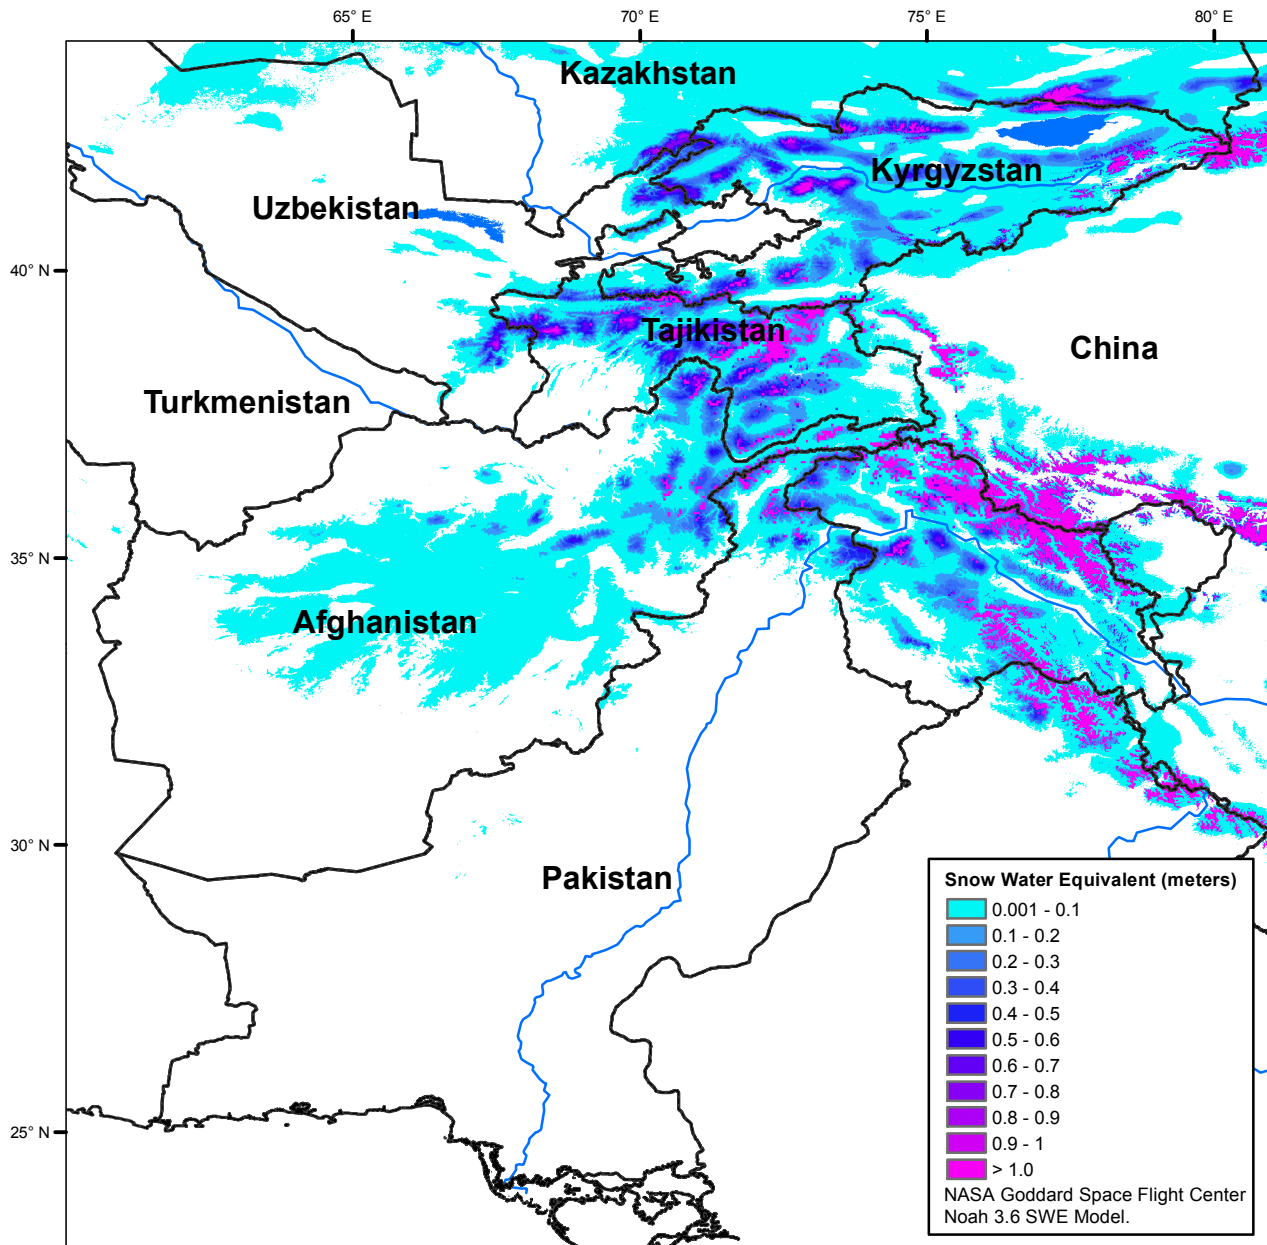 65° E
70° E
75° E
80° E
Kazakhstan
Kyrgyzstan
Uzbekistan
40° N
Tajikistan
China
Turkmenistan
35° N
Afghanistan
30° N
Pakistan
25° N
Snow Water Equivalent (meters)
0.001 - 0.1
0.1 - 0.2
0.2 - 0.3
0.3 - 0.4
0.4 - 0.5
0.5 - 0.6
0.6 - 0.7
0.7 - 0.8
0.8 - 0.9
0.9 - 1
> 1.0
NASA Goddard Space Flight Center
Noah 3.6 SWE Model.